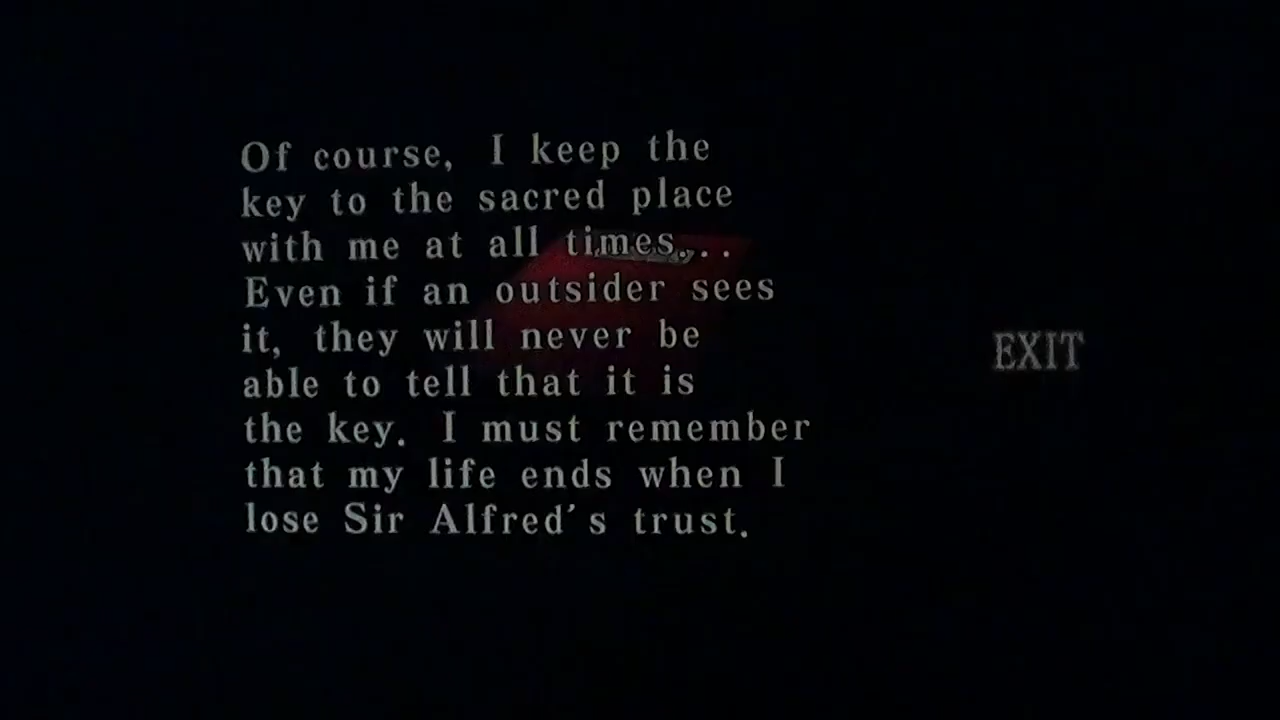 Of course, I keep the
key to the sacred place
with me at all times...
Even if an outsider sees
it, they will never be
able to tell that it is
the key. I must remember
that my life ends when I
lose Sir Alfred's trust.
EXIT